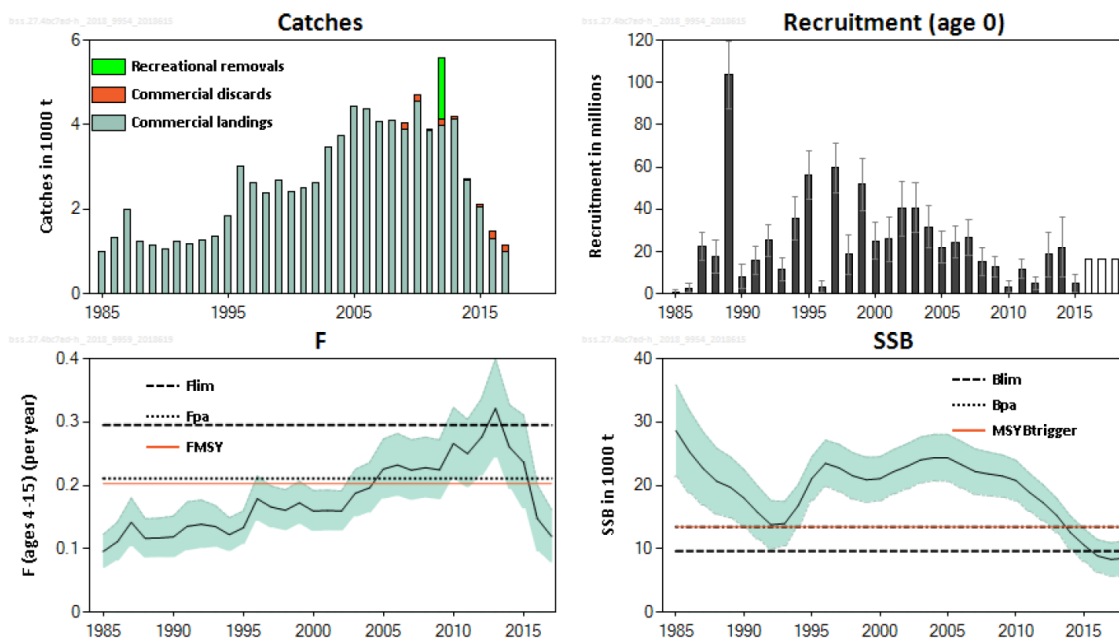 bss.27.4bc7ad-h_2018_9954_2018615
Catches
6
4
2
0
Catches in 1000 t
Recreational removals
Commercial discards
Commercial landings
1985
1995
2005
2015
bss.27.4bc7ad-h_2018_9954_2018615
Recruitment (age 0)
120
100
80
60
40
20
0
Recruitment in millions
1985
1990
1995
2000
2005
2010
2015
F
0.4
0.3
0.2
0.1
F (ages 4-15) (per year)
Flim
Fpa
FMSY
1985
1990
1995
2000
2005
2010
2015
bss.27.4bc7ad-h_2018_9954_2018615
SSB
40
30
20
10
0
SSB in 1000 t
Blim
Bpa
MSYBtrigger
1985
1990
1995
2000
2005
2010
2015